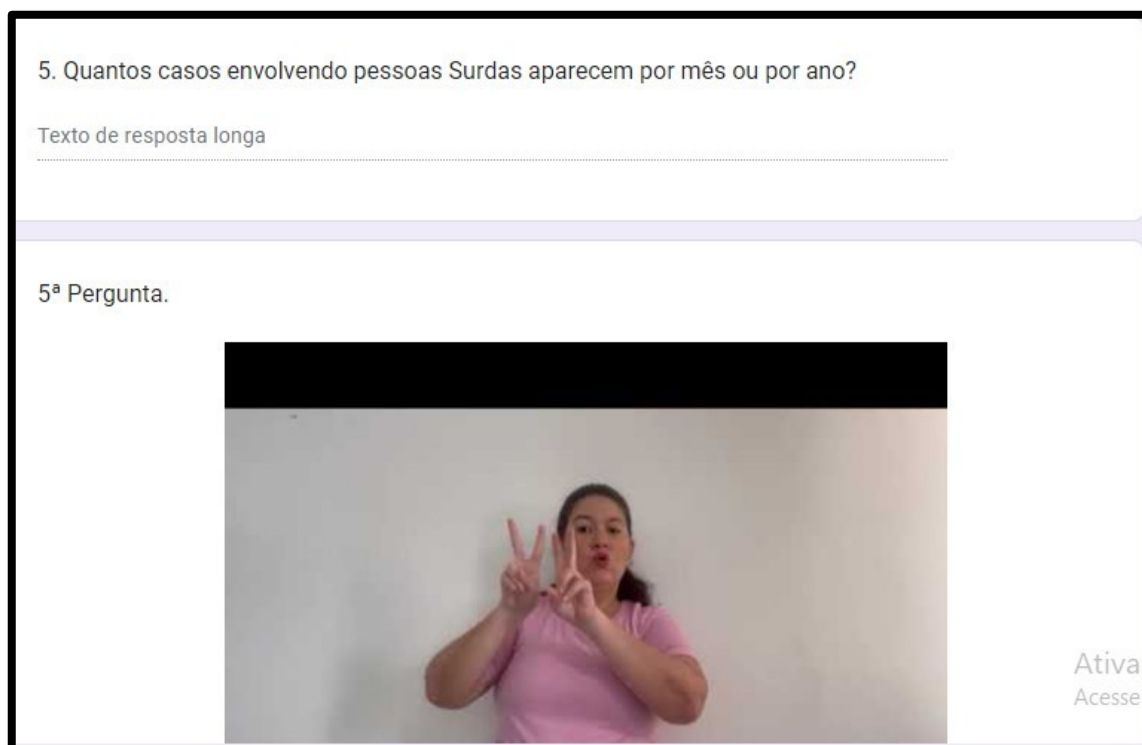 5. Quantos casos envolvendo pessoas Surdas aparecem por mês ou por ano?
Texto de resposta longa
5ª Pergunta.
Ativa
Acesse